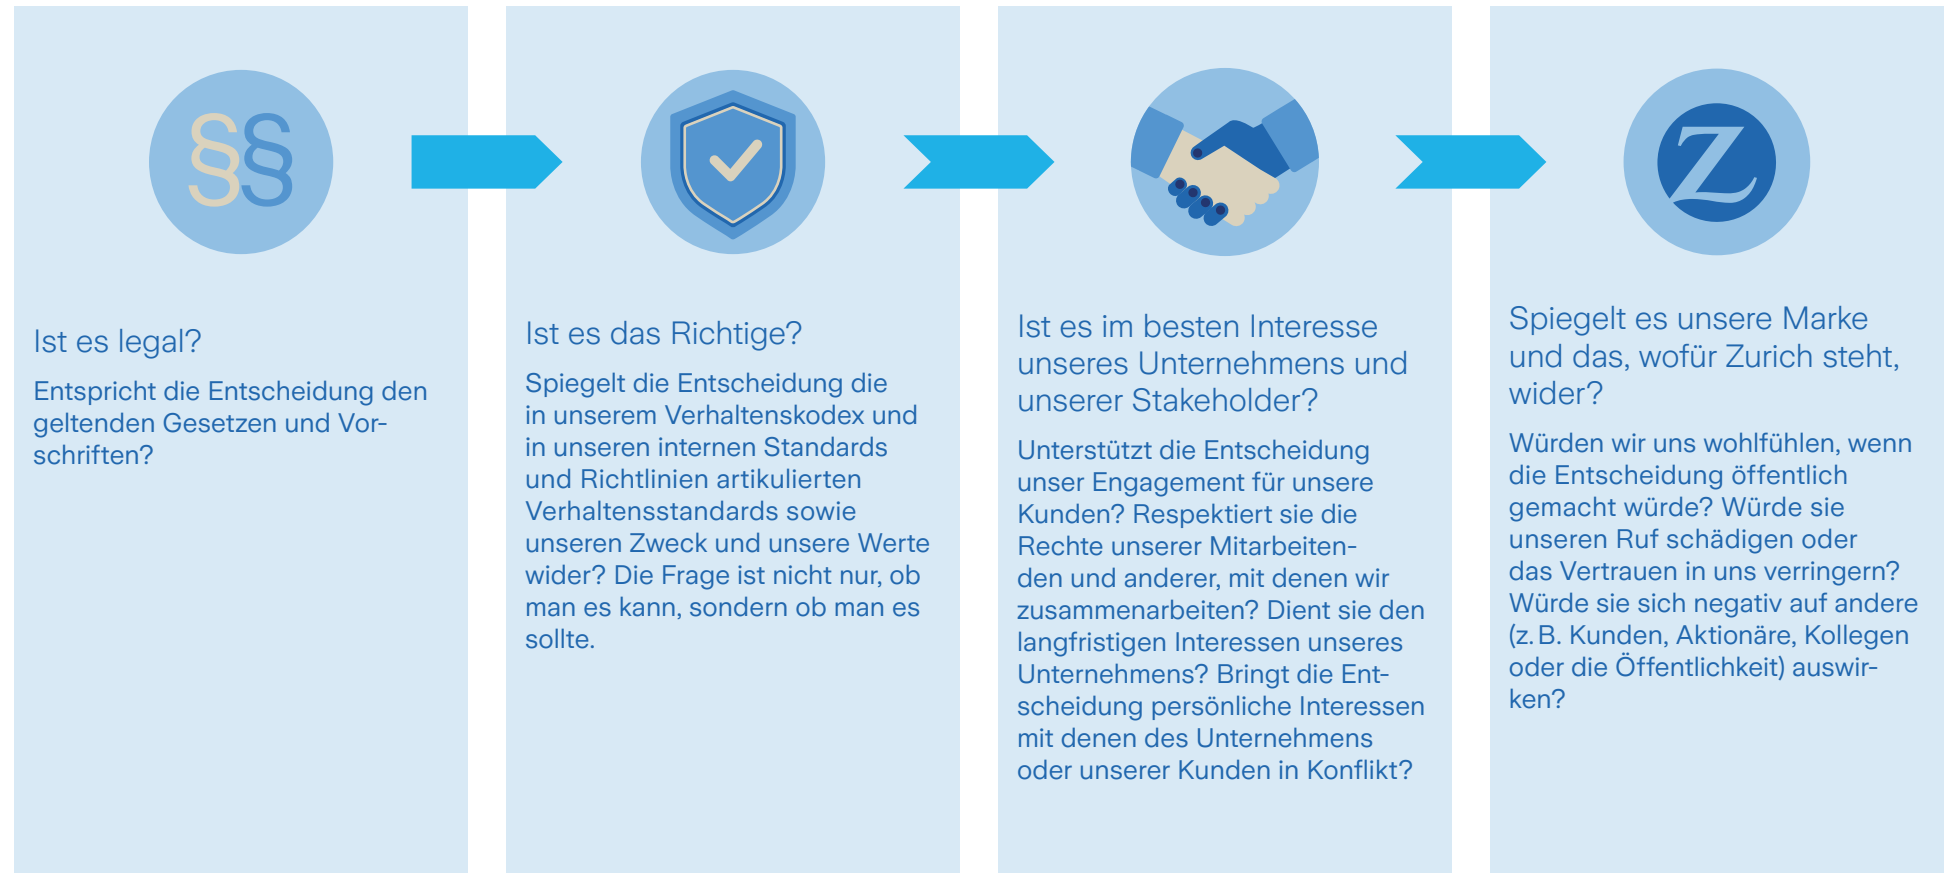 §§
Z
Ist es legal?
Entspricht die Entscheidung den
geltenden Gesetzen und Vor-
schriften?
Ist es das Richtige?
Spiegelt die Entscheidung die
in unserem Verhaltenskodex und
in unseren internen Standards
und Richtlinien artikulierten
Verhaltensstandards sowie
unseren Zweck und unsere Werte
wider? Die Frage ist nicht nur, ob
man es kann, sondern ob man es
sollte.
Ist es im besten Interesse
unseres Unternehmens und
unserer Stakeholder?
Unterstützt die Entscheidung
unser Engagement für unsere
Kunden? Respektiert sie die
Rechte unserer Mitarbeiten-
den und anderer, mit denen wir
zusammenarbeiten? Dient sie den
langfristigen Interessen unseres
Unternehmens? Bringt die Ent-
scheidung persönliche Interessen
mit denen des Unternehmens
oder unserer Kunden in Konflikt?
Spiegelt es unsere Marke
und das, wofür Zurich steht,
wider?
Würden wir uns wohlfühlen, wenn
die Entscheidung öffentlich
gemacht würde? Würde sie
unseren Ruf schädigen oder
das Vertrauen in uns verringern?
Würde sie sich negativ auf andere
(z. B. Kunden, Aktionäre, Kollegen
oder die Öffentlichkeit) auswir-
ken?